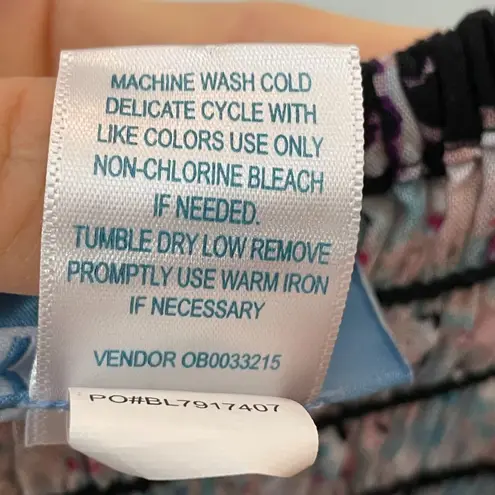 MACHINE WASH COLD
DELICATE CYCLE WITH
LIKE COLORS USE ONLY
NON-CHLORINE BLEACH
IF NEEDED.
TUMBLE DRY LOW REMOVE
PROMPTLY USE WARM IRON
IF NECESSARY
VENDOR OB0033215
PO#BL7917407